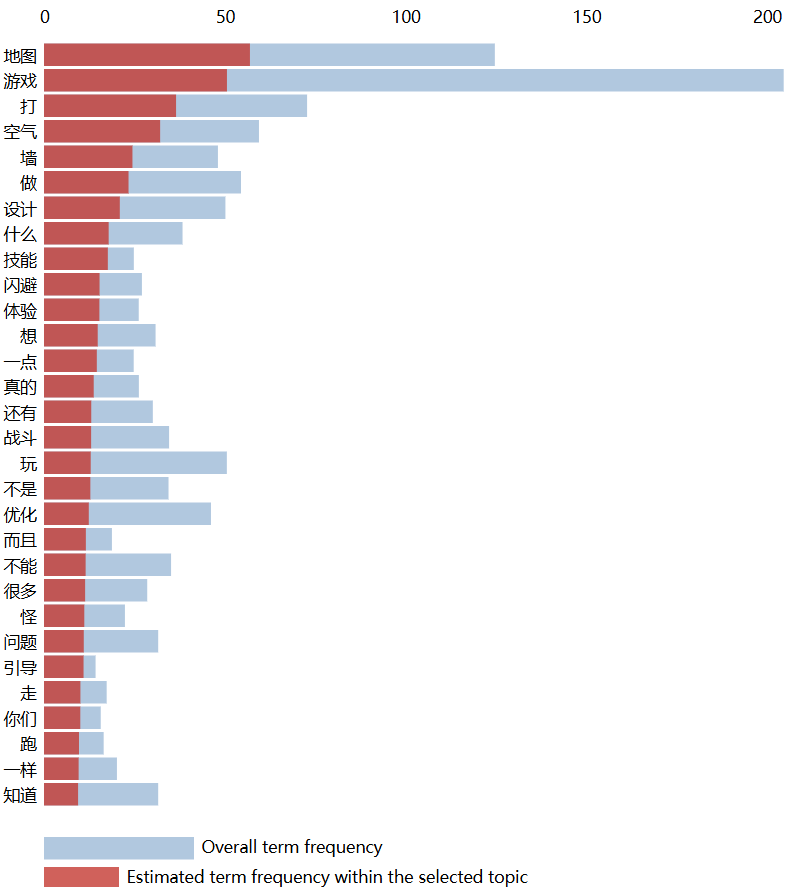 0 50 100 150 200
地图
游戏
打
空气
墙
做
设计
什么
技能
闪避
体验
想
一点
真的
还有
战斗
玩
不是
优化
而且
不能
很多
怪
问题
引导
走
你们
跑
一样
知道
Overall term frequency
Estimated term frequency within the selected topic